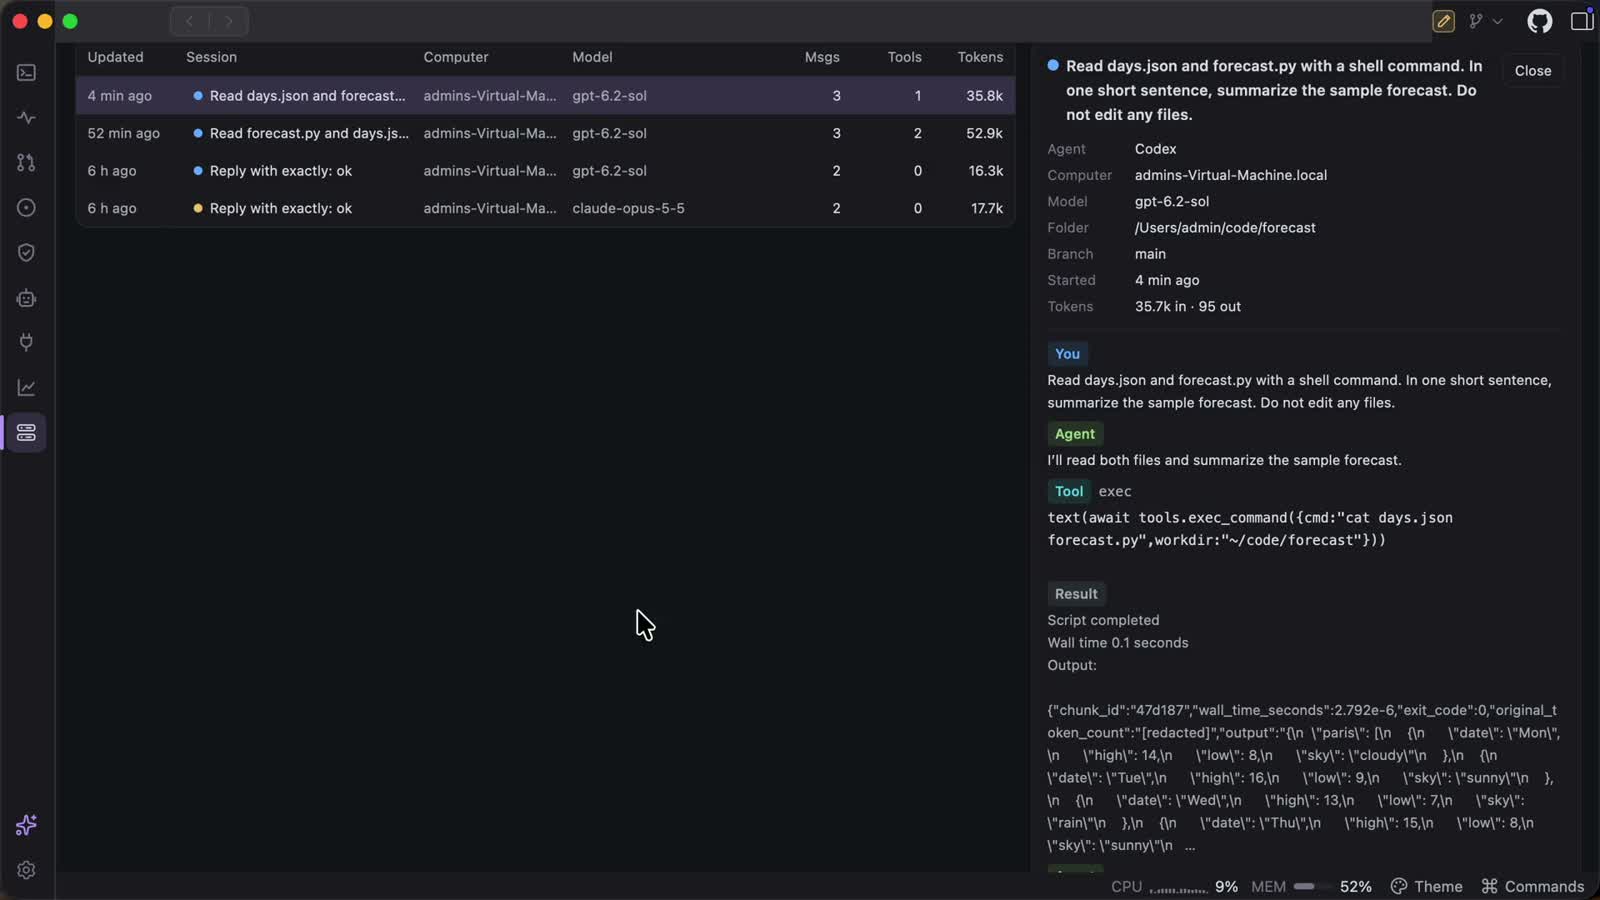 Updated Session Computer Model Msgs Tools Tokens
4 min ago Read days.json and forecast... admins-Virtual-Ma... gpt-6.2-sol 3 1 35.8k
52 min ago Read forecast.py and days.js... admins-Virtual-Ma... gpt-6.2-sol 3 2 52.9k
6 h ago Reply with exactly: ok admins-Virtual-Ma... gpt-6.2-sol 2 0 16.3k
6 h ago Reply with exactly: ok admins-Virtual-Ma... claude-opus-5-5 2 0 17.7k
Read days.json and forecast.py with a shell command. In
one short sentence, summarize the sample forecast. Do
not edit any files.
Close
Agent Codex
Computer admins-Virtual-Machine.local
Model gpt-6.2-sol
Folder /Users/admin/code/forecast
Branch main
Started 4 min ago
Tokens 35.7k in · 95 out
You
Read days.json and forecast.py with a shell command. In one short sentence,
summarize the sample forecast. Do not edit any files.
Agent
I'll read both files and summarize the sample forecast.
Tool exec
text(await tools.exec_command({cmd:"cat days.json
forecast.py",workdir:"~/code/forecast"}))
Result
Script completed
Wall time 0.1 seconds
Output:
{"chunk_id":"47d187","wall_time_seconds":2.792e-6,"exit_code":0,"original_t
oken_count":"[redacted]","output":"{\n \"paris\": [\n {\n \"date\": \"Mon\",
\n \"high\": 14,\n \"low\": 8,\n \"sky\": \"cloudy\"\n },\n {\n
\"date\": \"Tue\",\n \"high\": 16,\n \"low\": 9,\n \"sky\": \"sunny\"\n },
\n {\n \"date\": \"Wed\",\n \"high\": 13,\n \"low\": 7,\n \"sky\":
\"rain\"\n },\n {\n \"date\": \"Thu\",\n \"high\": 15,\n \"low\": 8,\n
\"sky\": \"sunny\"\n ...
CPU 9% MEM 52% Theme Commands